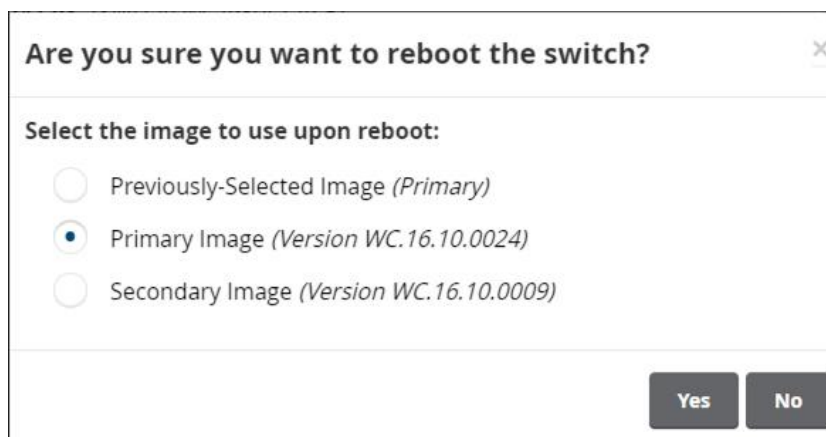 Are you sure you want to reboot the switch?
×
Select the image to use upon reboot:
Previously-Selected Image (Primary)
Primary Image (Version WC.16.10.0024)
Secondary Image (Version WC.16.10.0009)
Yes No